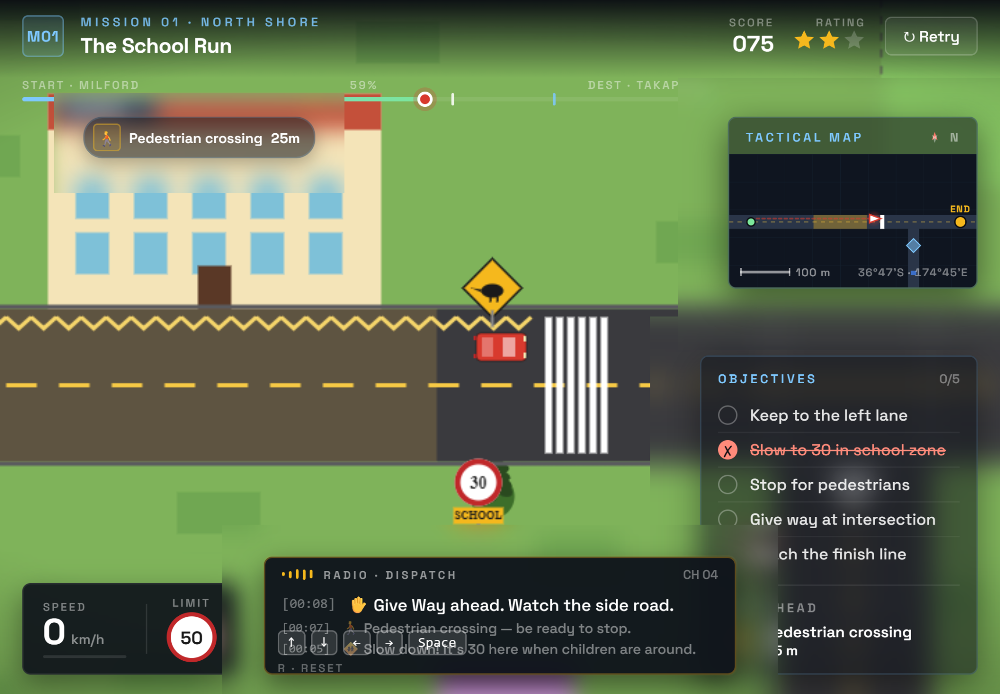 M01
MISSION 01 · NORTH SHORE
The School Run
SCORE
075
RATING
↻ Retry
START · MILFORD
59%
DEST · TAKAP
Pedestrian crossing 25m
TACTICAL MAP
N
END
100 m
36°47'S · 174°45'E
OBJECTIVES
0/5
Keep to the left lane
✗ Slow to 30 in school zone
Stop for pedestrians
Give way at intersection
ch the finish line
30
SCHOOL
HEAD
edestrian crossing
5 m
SPEED
0 km/h
LIMIT
50
RADIO · DISPATCH
CH 04
[00:08] Give Way ahead. Watch the side road.
[00:07] Pedestrian crossing — be ready to stop.
[00:05] Slow down! It's 30 here when children are around.
↑ ↓ ← → Space
R · RESET